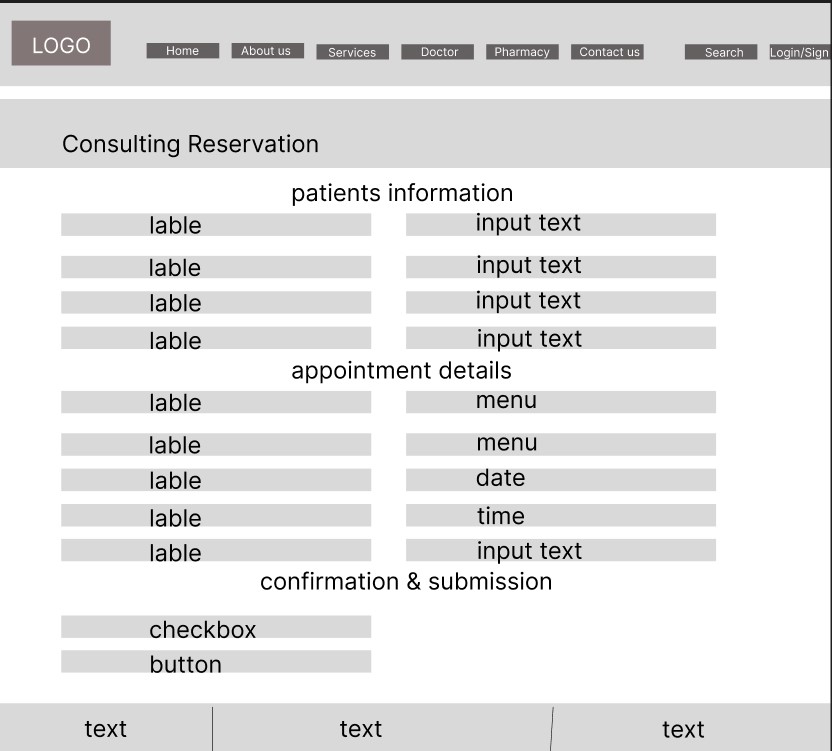 LOGO
Home About us Services Doctor Pharmacy Contact us Search Login/Sign
Consulting Reservation
patients information
lable input text
lable input text
lable input text
lable input text
appointment details
lable menu
lable menu
lable date
lable time
lable input text
confirmation & submission
checkbox
button
text text text